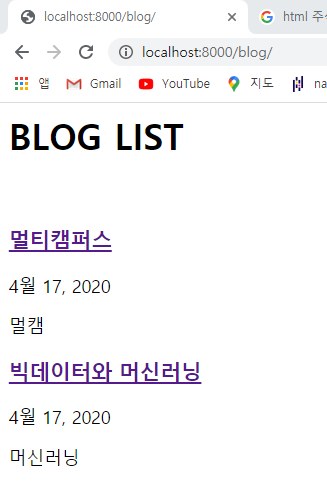 localhost:8000/blog/
html 주
localhost:8000/blog/
앱 Gmail YouTube 지도 na
BLOG LIST
멀티캠퍼스
4월 17, 2020
멀캠
빅데이터와 머신러닝
4월 17, 2020
머신러닝